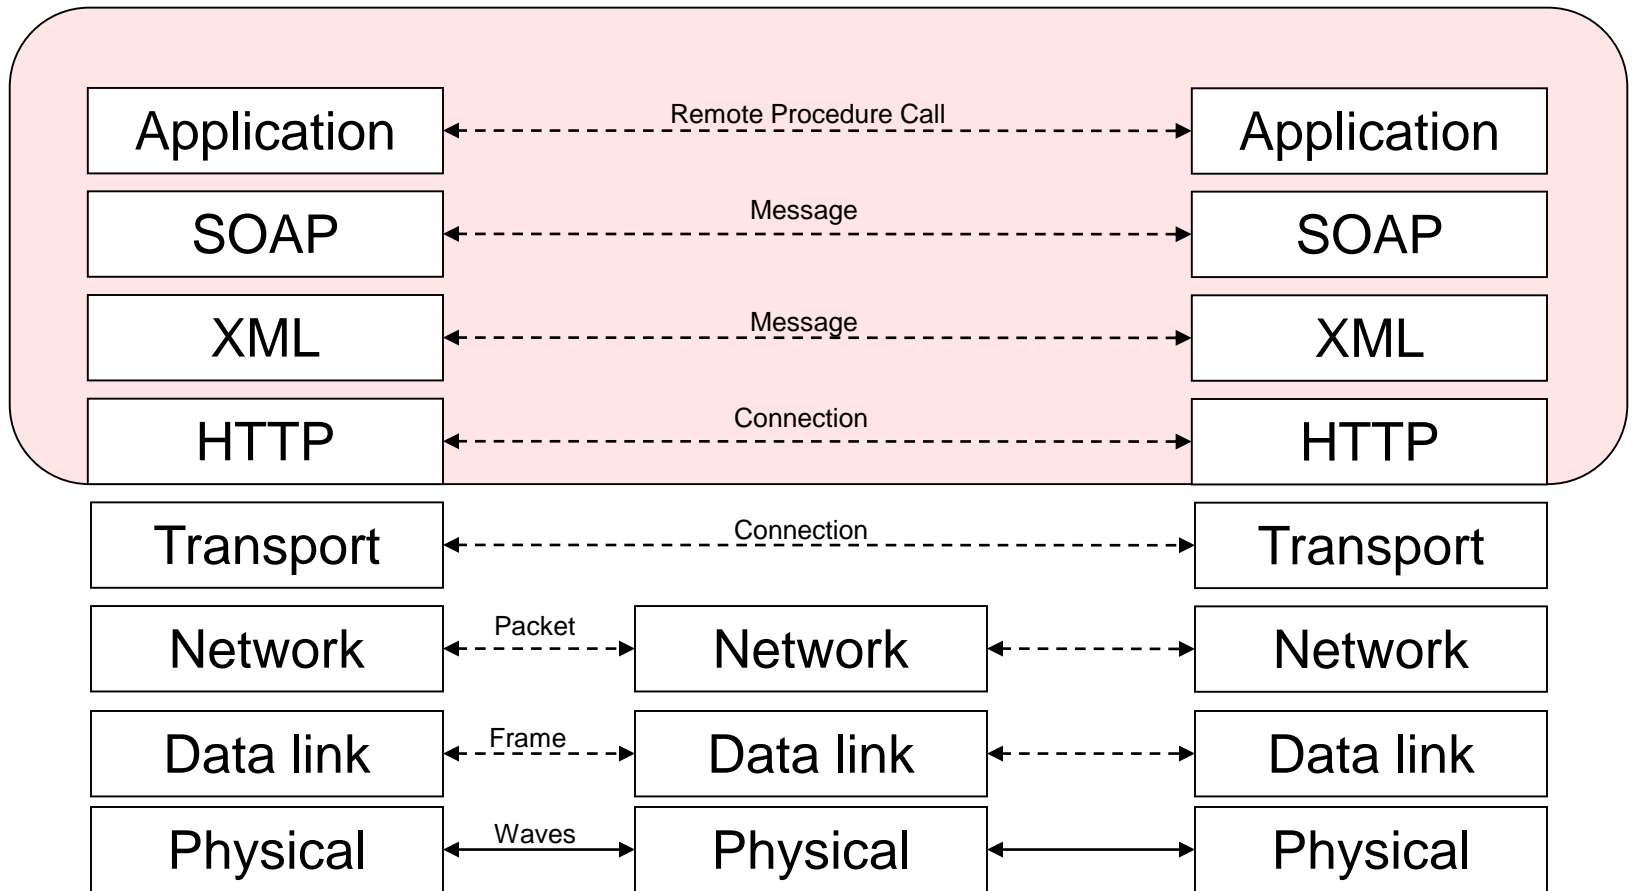 Application Remote Procedure Call Application
SOAP Message SOAP
XML Message XML
HTTP Connection HTTP
Transport Connection Transport
Network Packet Network Network
Data link Frame Data link Data link
Physical Waves Physical Physical